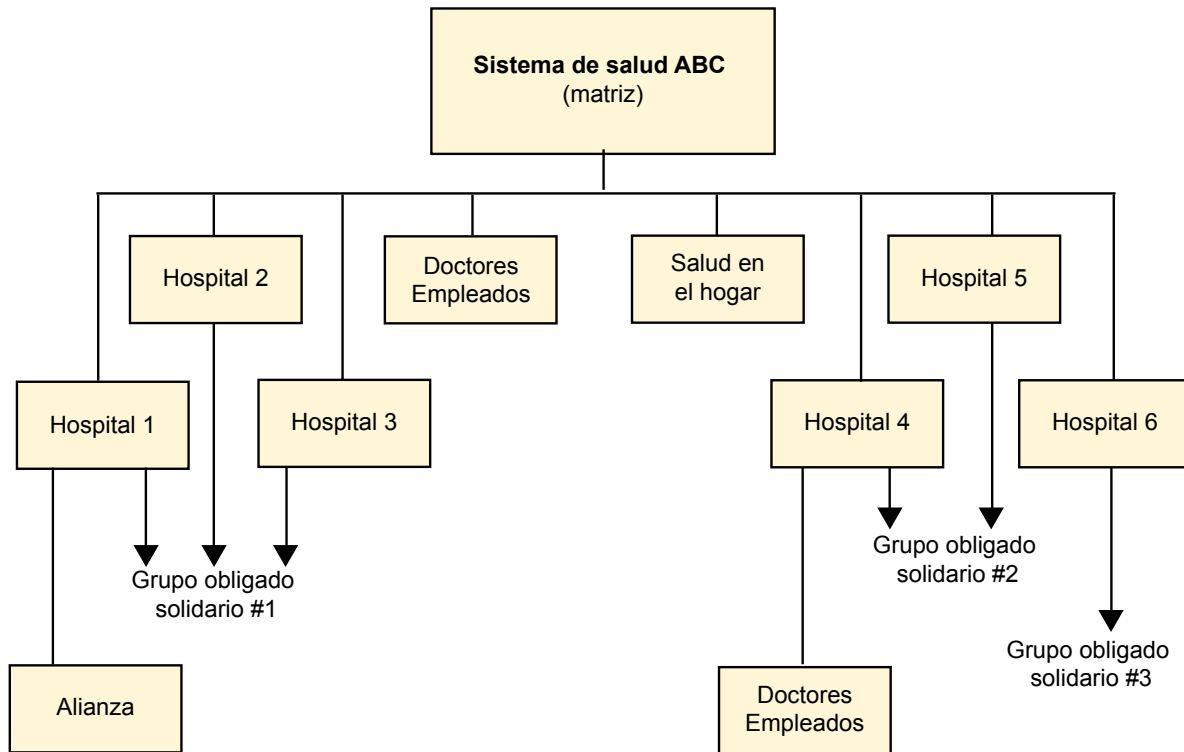 Sistema de salud ABC
(matriz)
Hospital 2
Doctores
Empleados
Salud en
el hogar
Hospital 5
Hospital 1
Hospital 3
Hospital 4
Hospital 6
Grupo obligado
solidario #1
Grupo obligado
solidario #2
Grupo obligado
solidario #3
Alianza
Doctores
Empleados